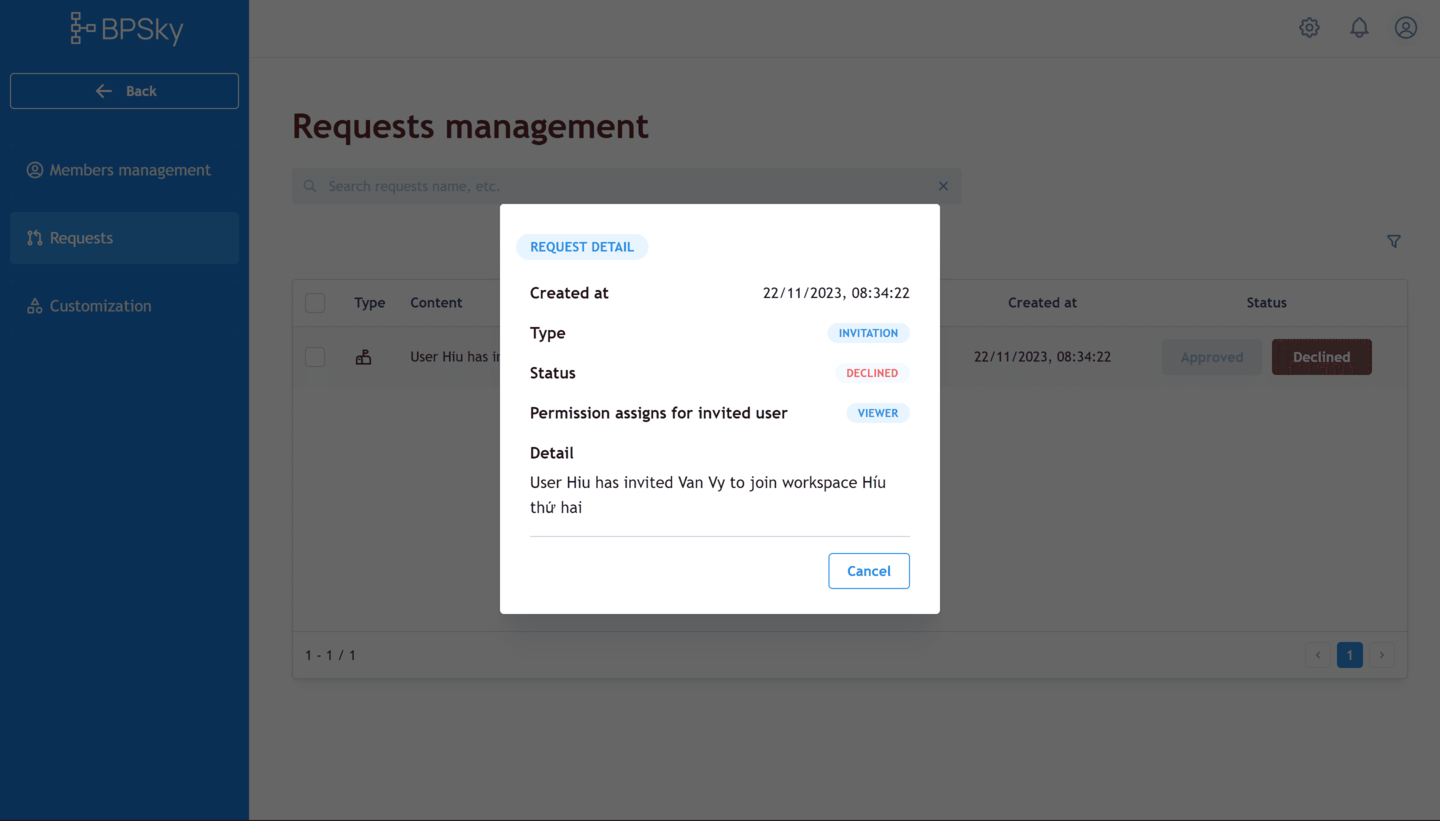 BPSky
Back
Members management
Requests
Customization
Requests management
Search requests name, etc.
Type Content Created at Status
User Hiu has 22/11/2023, 08:34:22 Approved Declined
1 - 1 / 1
1
REQUEST DETAIL
Created at 22/11/2023, 08:34:22
Type INVITATION
Status DECLINED
Permission assigns for invited user VIEWER
Detail
User Hiu has invited Van Vy to join workspace Híu
thứ hai
Cancel